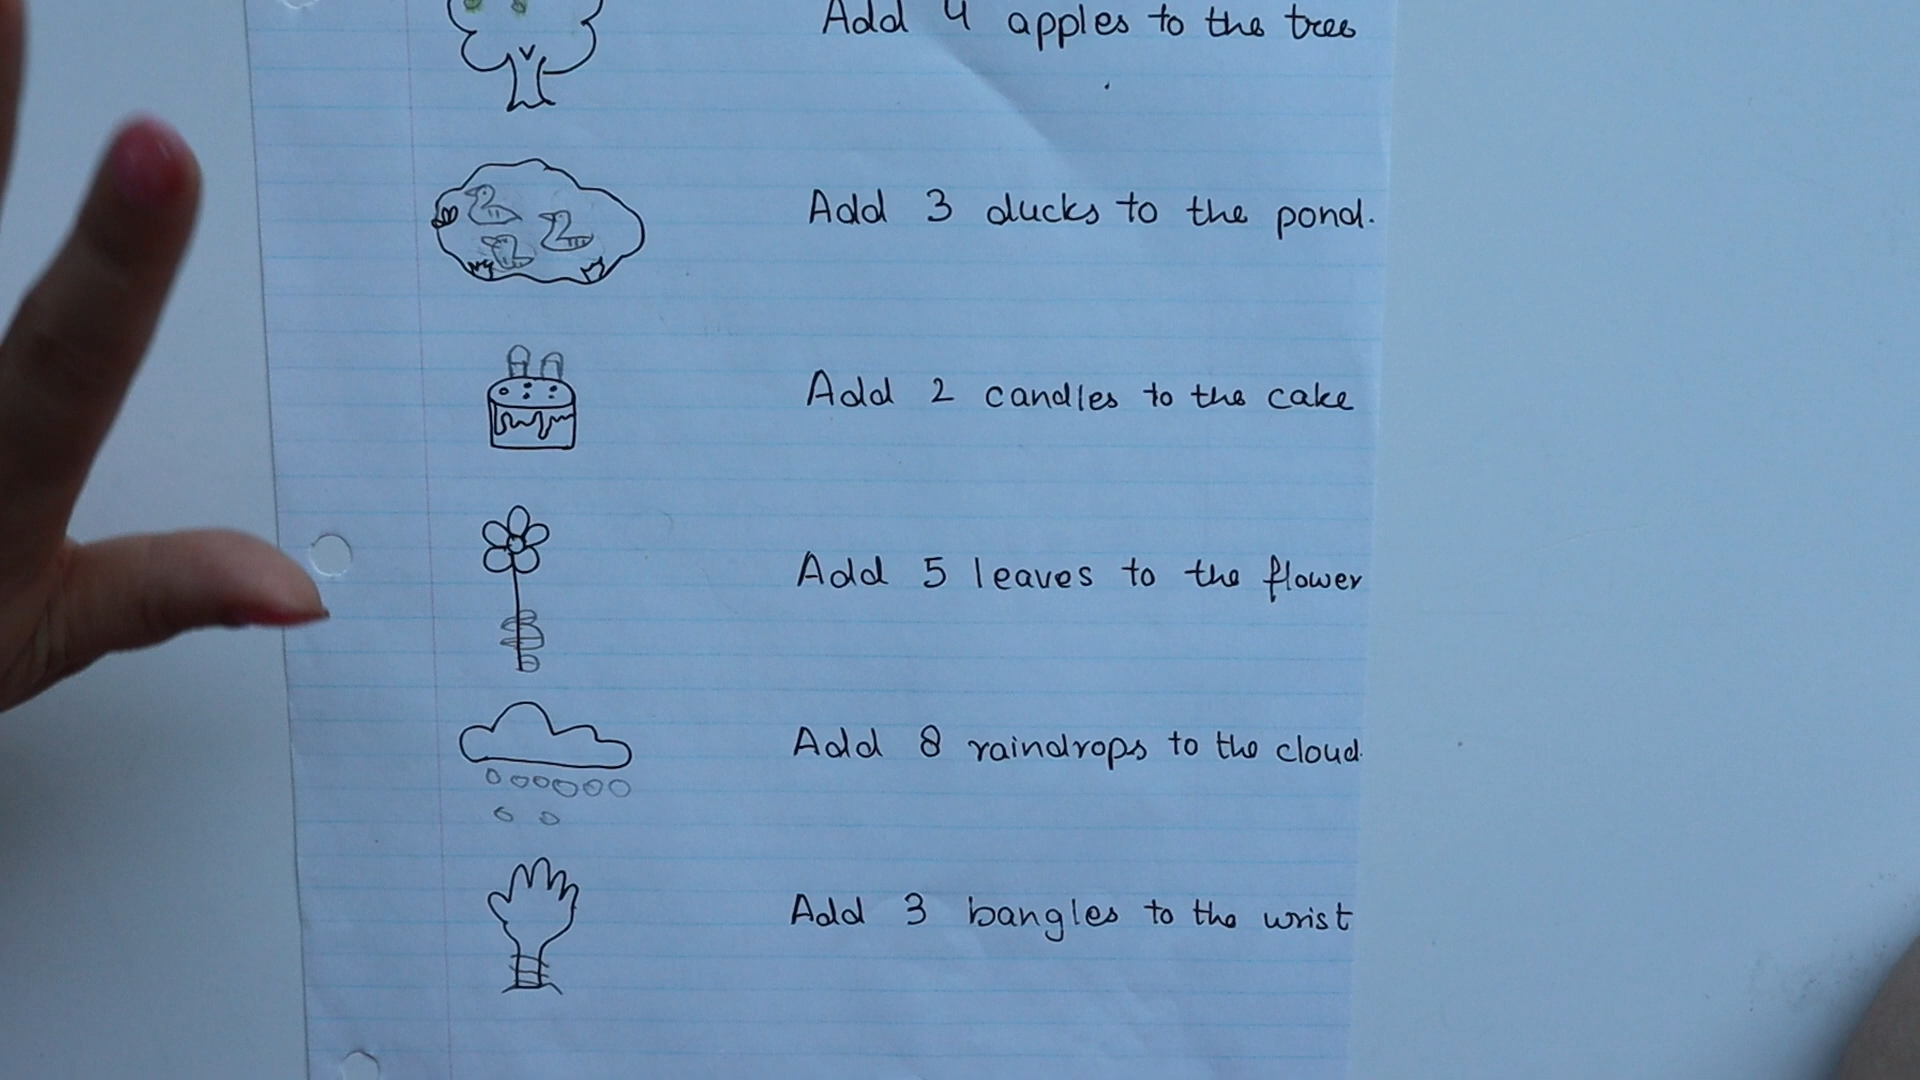 Add 4 apples to the tree
Add 3 ducks to the pond.
Add 2 candles to the cake
Add 5 leaves to the flower
Add 8 raindrops to the cloud.
Add 3 bangles to the wrist